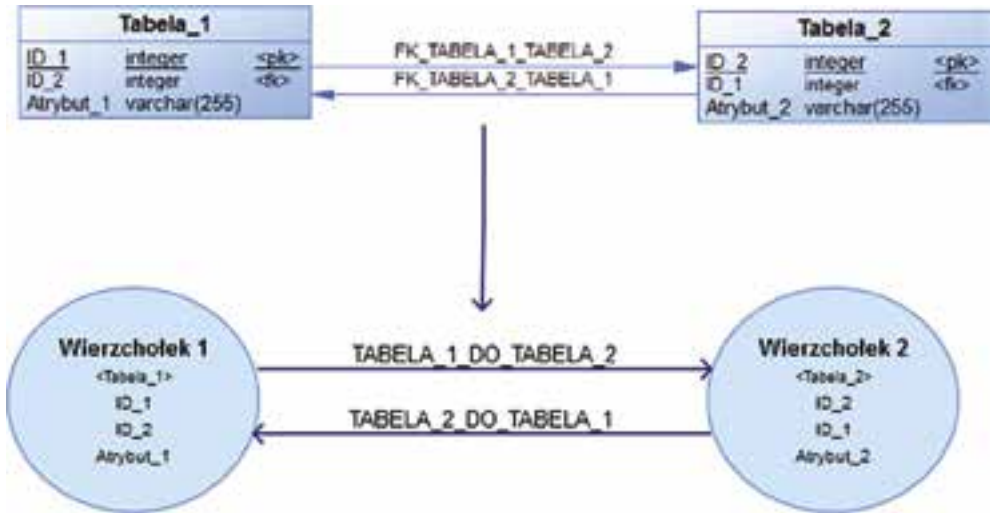 Tabela_1
ID_1 integer <pk>
ID_2 integer <fk>
Atrybut_1 varchar(255)
FK_TABELA_1_TABELA_2
FK_TABELA_2_TABELA_1
Tabela_2
ID_2 integer <pk>
ID_1 integer <fk>
Atrybut_2 varchar(255)
Wierzchołek 1
<Tabela_1>
ID_1
ID_2
Atrybut_1
TABELA_1_DO_TABELA_2
TABELA_2_DO_TABELA_1
Wierzchołek 2
<Tabela_2>
ID_2
ID_1
Atrybut_2